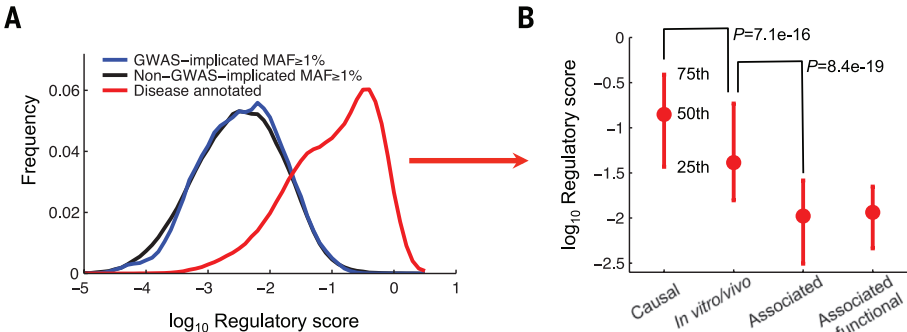 A
GWAS−implicated MAF≥1%
Non−GWAS−implicated MAF≥1%
Disease annotated
Frequency
0.06
0.04
0.02
0
-5
-4
-3
-2
-1
0
1
log10 Regulatory score
B
P=7.1e-16
P=8.4e-19
log10 Regulatory score
0
-0.5
-1
-1.5
-2
-2.5
75th
50th
25th
Causal
In vitro/vivo
Associated
Associated
functional